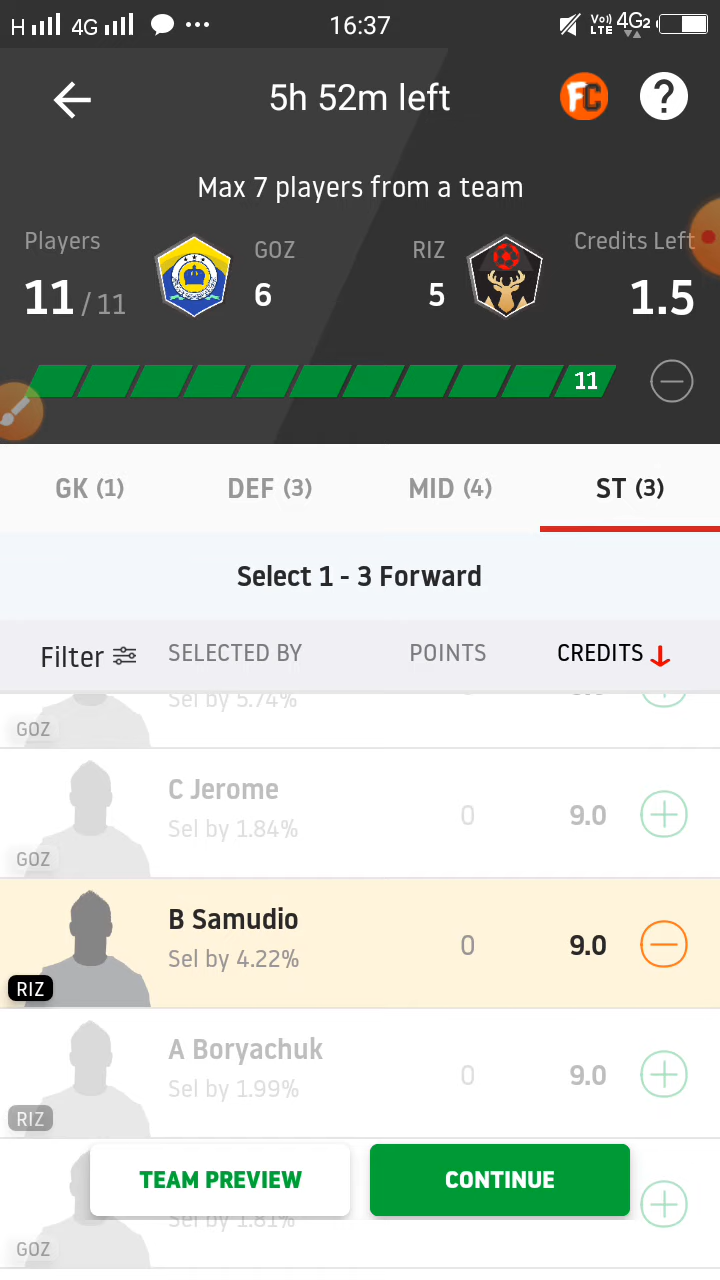 H 4G 16:37 Vo) LTE 4G2
5h 52m left FC ?
Max 7 players from a team
Players GOZ RIZ Credits Left
11 / 11 6 5 1.5
11
GK (1) DEF (3) MID (4) ST (3)
Select 1 - 3 Forward
Filter SELECTED BY POINTS CREDITS
Sel by 5.74%
GOZ
C Jerome
Sel by 1.84% 0 9.0
GOZ
B Samudio
Sel by 4.22% 0 9.0
RIZ
A Boryachuk
Sel by 1.99% 0 9.0
RIZ
TEAM PREVIEW CONTINUE
Sel by 1.81%
GOZ